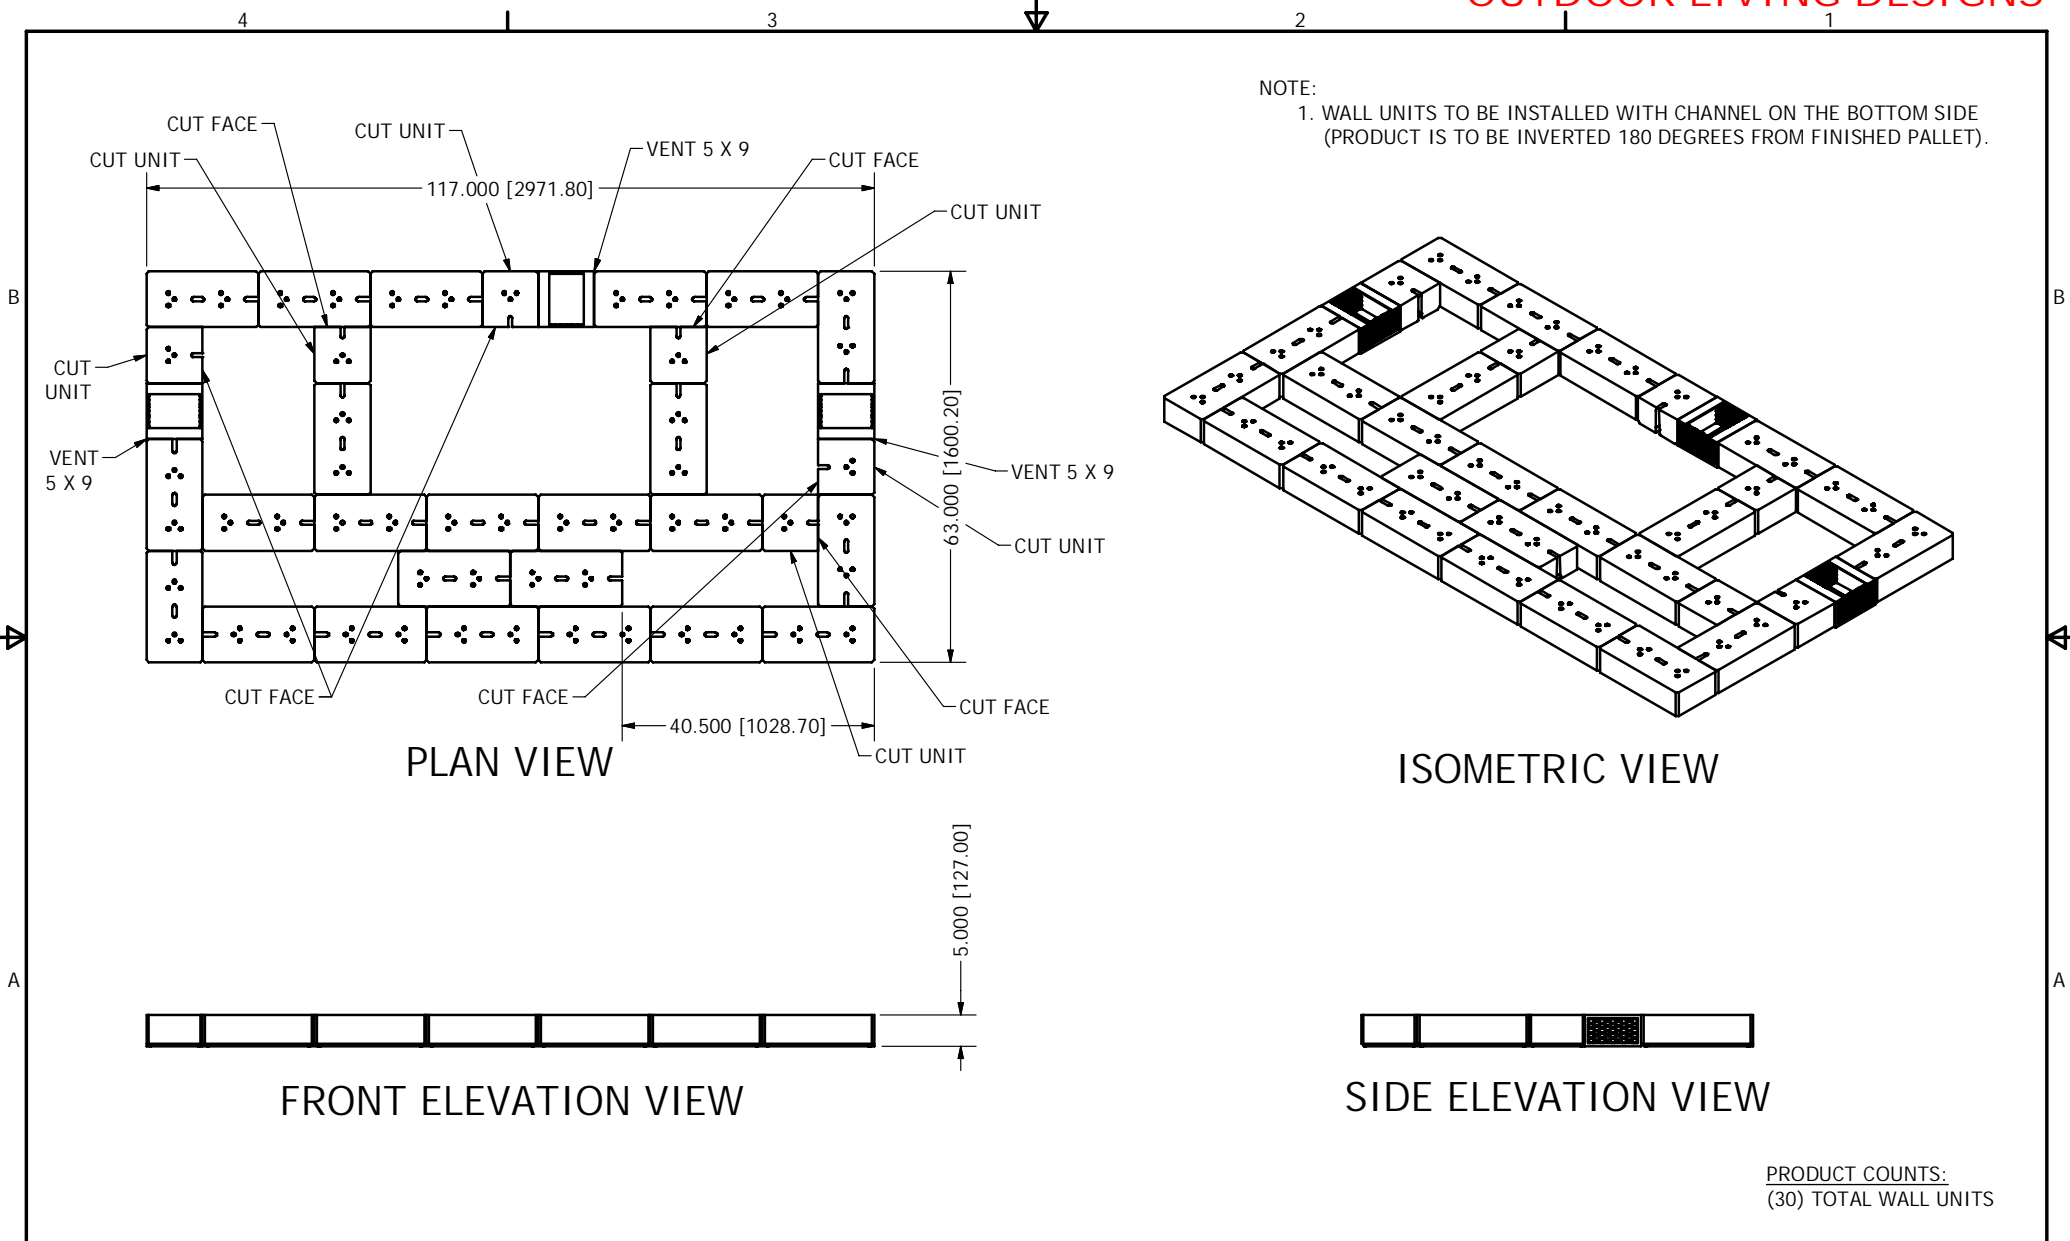 OUTDOOR LIVING DESIGNS
4
3
2
1
NOTE:
1. WALL UNITS TO BE INSTALLED WITH CHANNEL ON THE BOTTOM SIDE
(PRODUCT IS TO BE INVERTED 180 DEGREES FROM FINISHED PALLET).
CUT FACE
CUT UNIT
CUT UNIT
VENT 5 X 9
CUT FACE
117.000 [2971.80]
CUT UNIT
B
B
CUT
UNIT
63.000 [1600.20]
VENT
5 X 9
VENT 5 X 9
CUT UNIT
CUT FACE
CUT FACE
CUT FACE
40.500 [1028.70]
CUT UNIT
PLAN VIEW
ISOMETRIC VIEW
5.000 [127.00]
A
A
FRONT ELEVATION VIEW
SIDE ELEVATION VIEW
PRODUCT COUNTS:
(30) TOTAL WALL UNITS